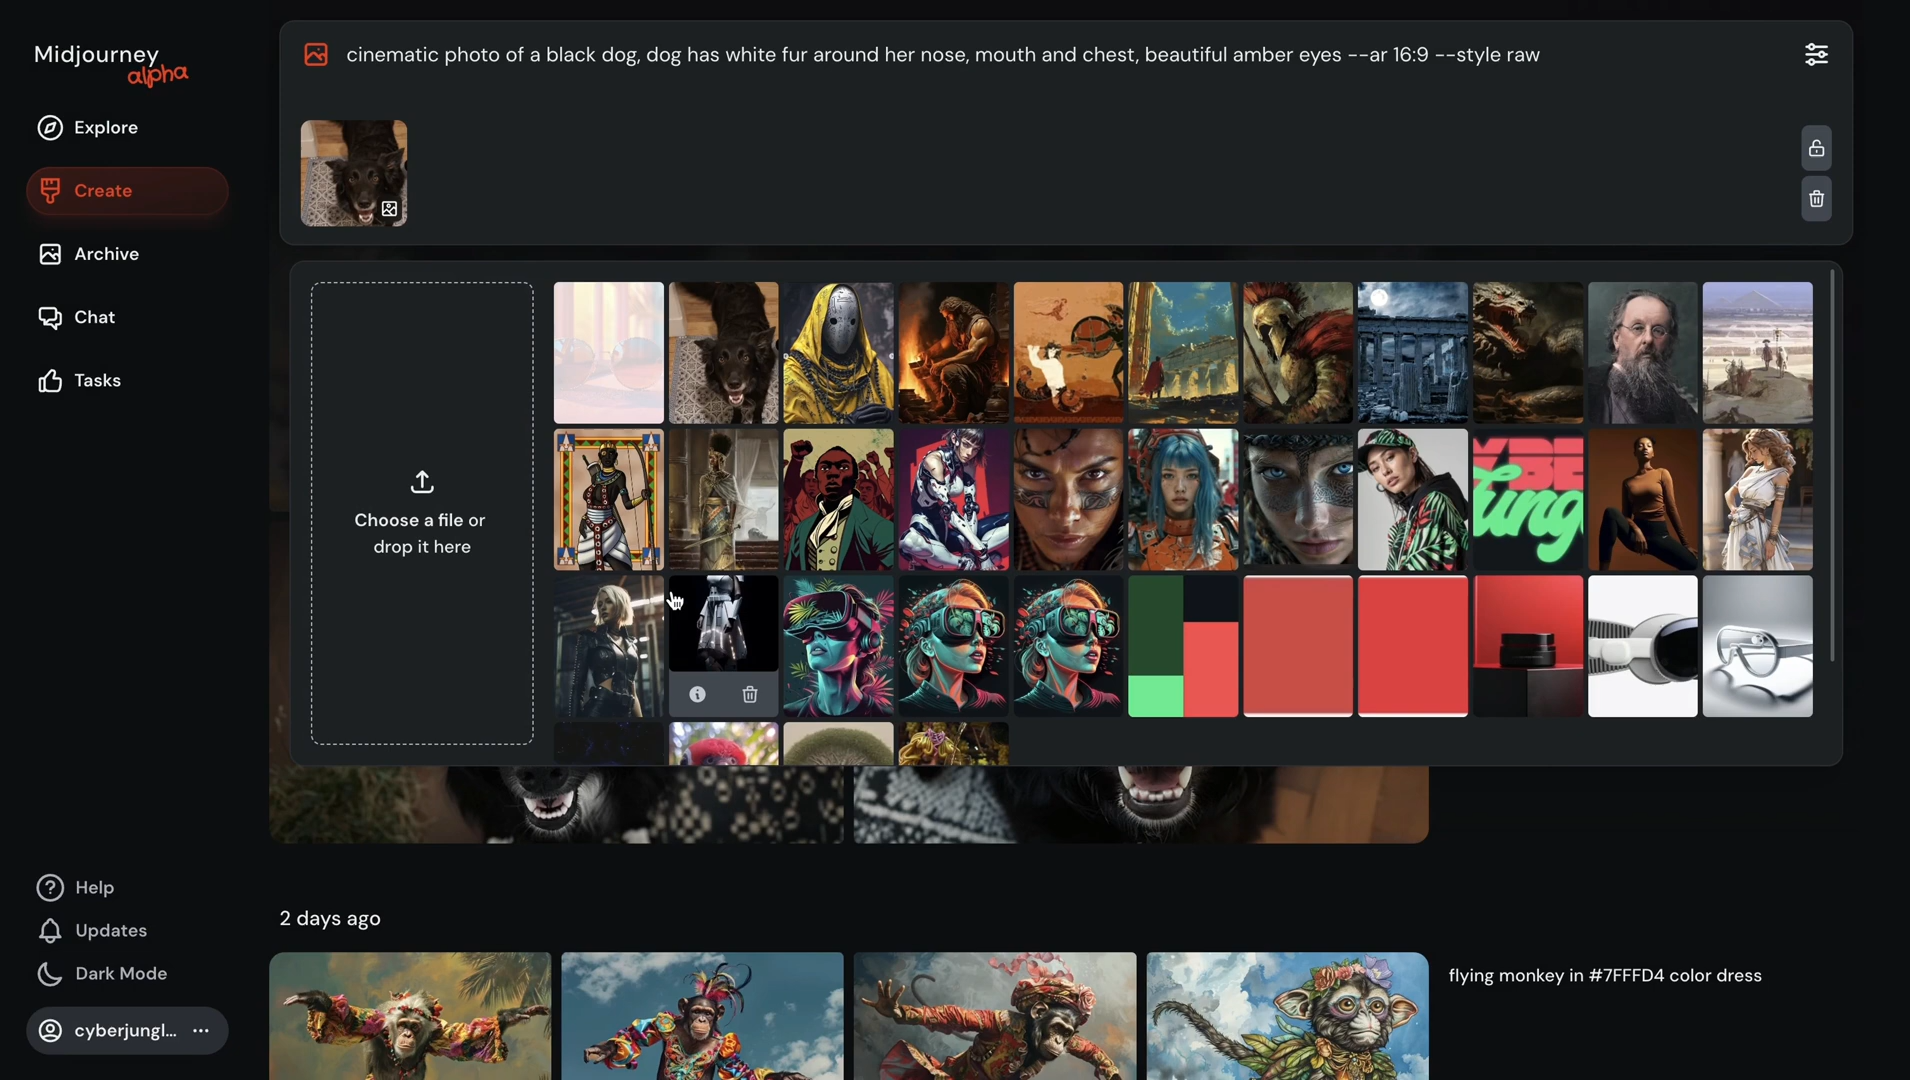 Midjourney
alpha
cinematic photo of a black dog, dog has white fur around her nose, mouth and chest, beautiful amber eyes --ar 16:9 --style raw
Explore
Create
Archive
Chat
Tasks
Choose a file or
drop it here
Help
Updates
Dark Mode
cyberjungl...
2 days ago
flying monkey in #7FFFD4 color dress